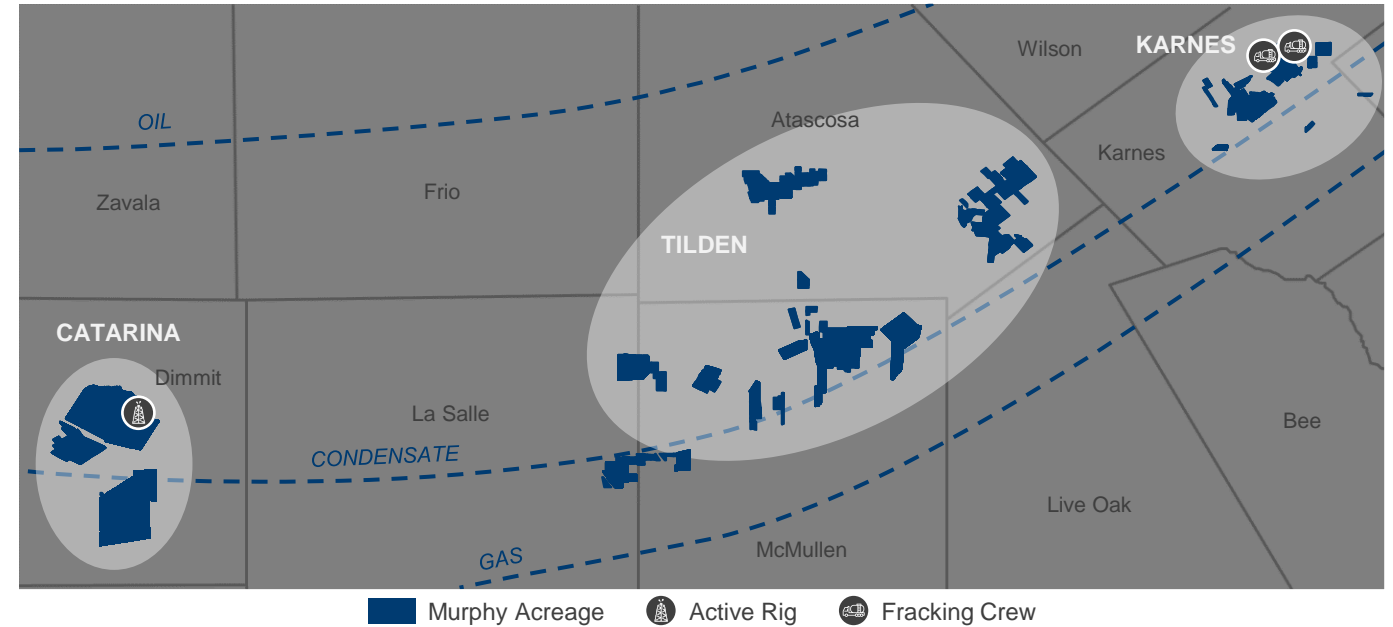 Wilson
KARNES
OIL
Atascosa
Karnes
Zavala
Frio
TILDEN
CATARINA
Dimmit
La Salle
Bee
CONDENSATE
Live Oak
GAS
McMullen
Murphy Acreage
Active Rig
Fracking Crew